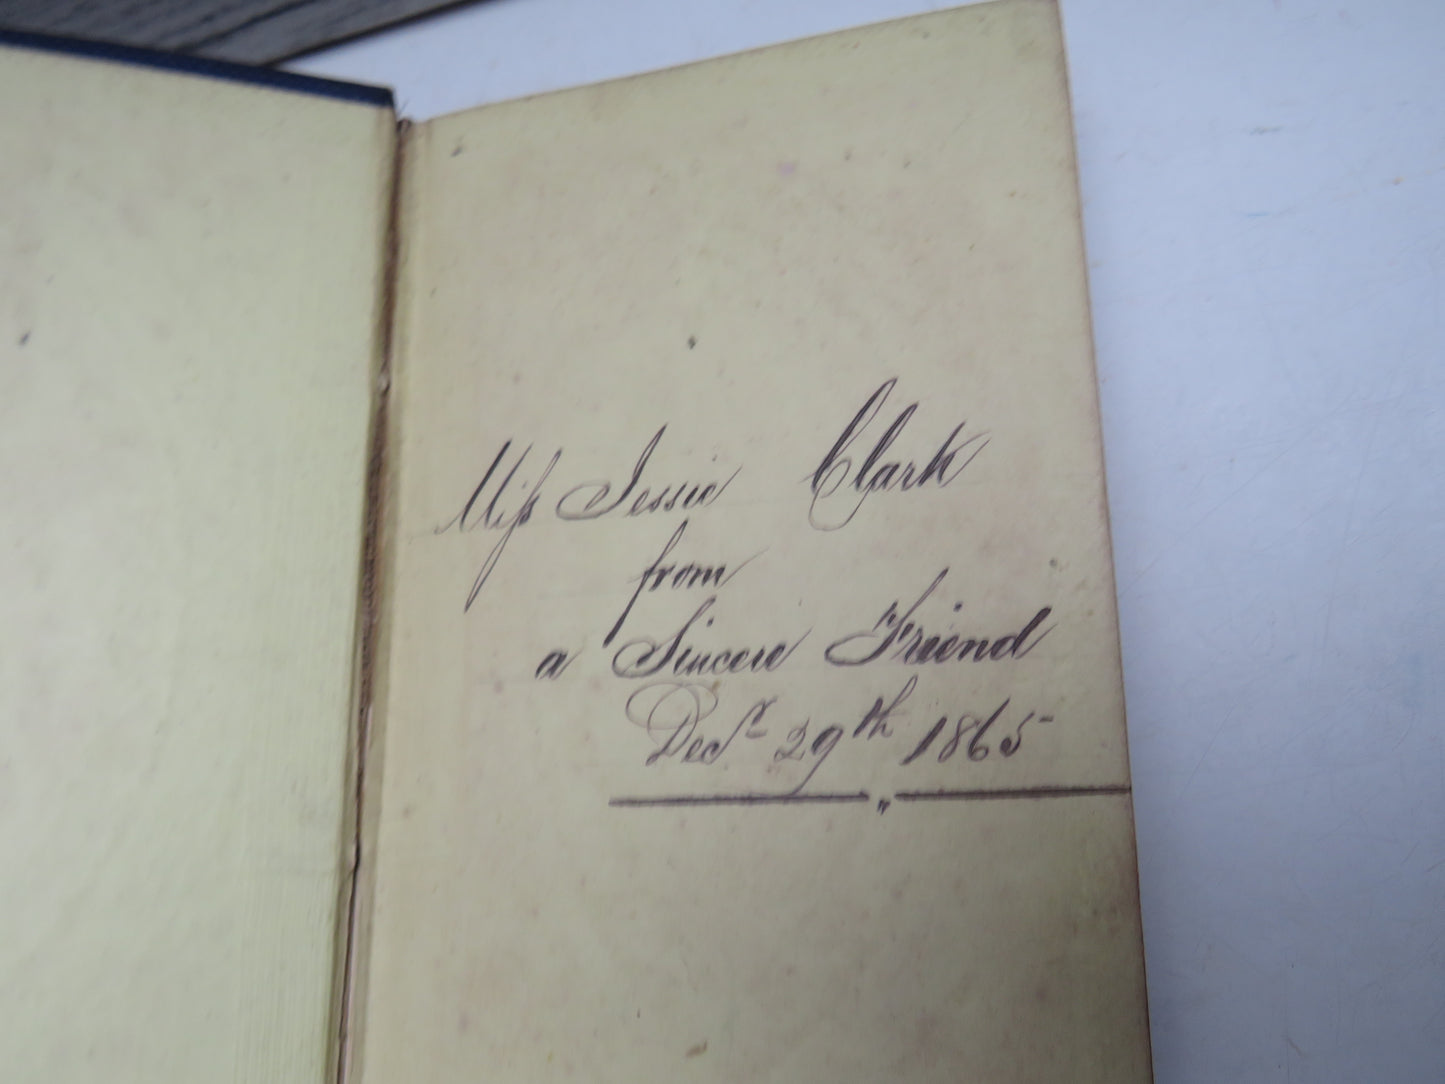 Miſs Jessie Clark
from
a Sincere Friend
Decr 29th 1865